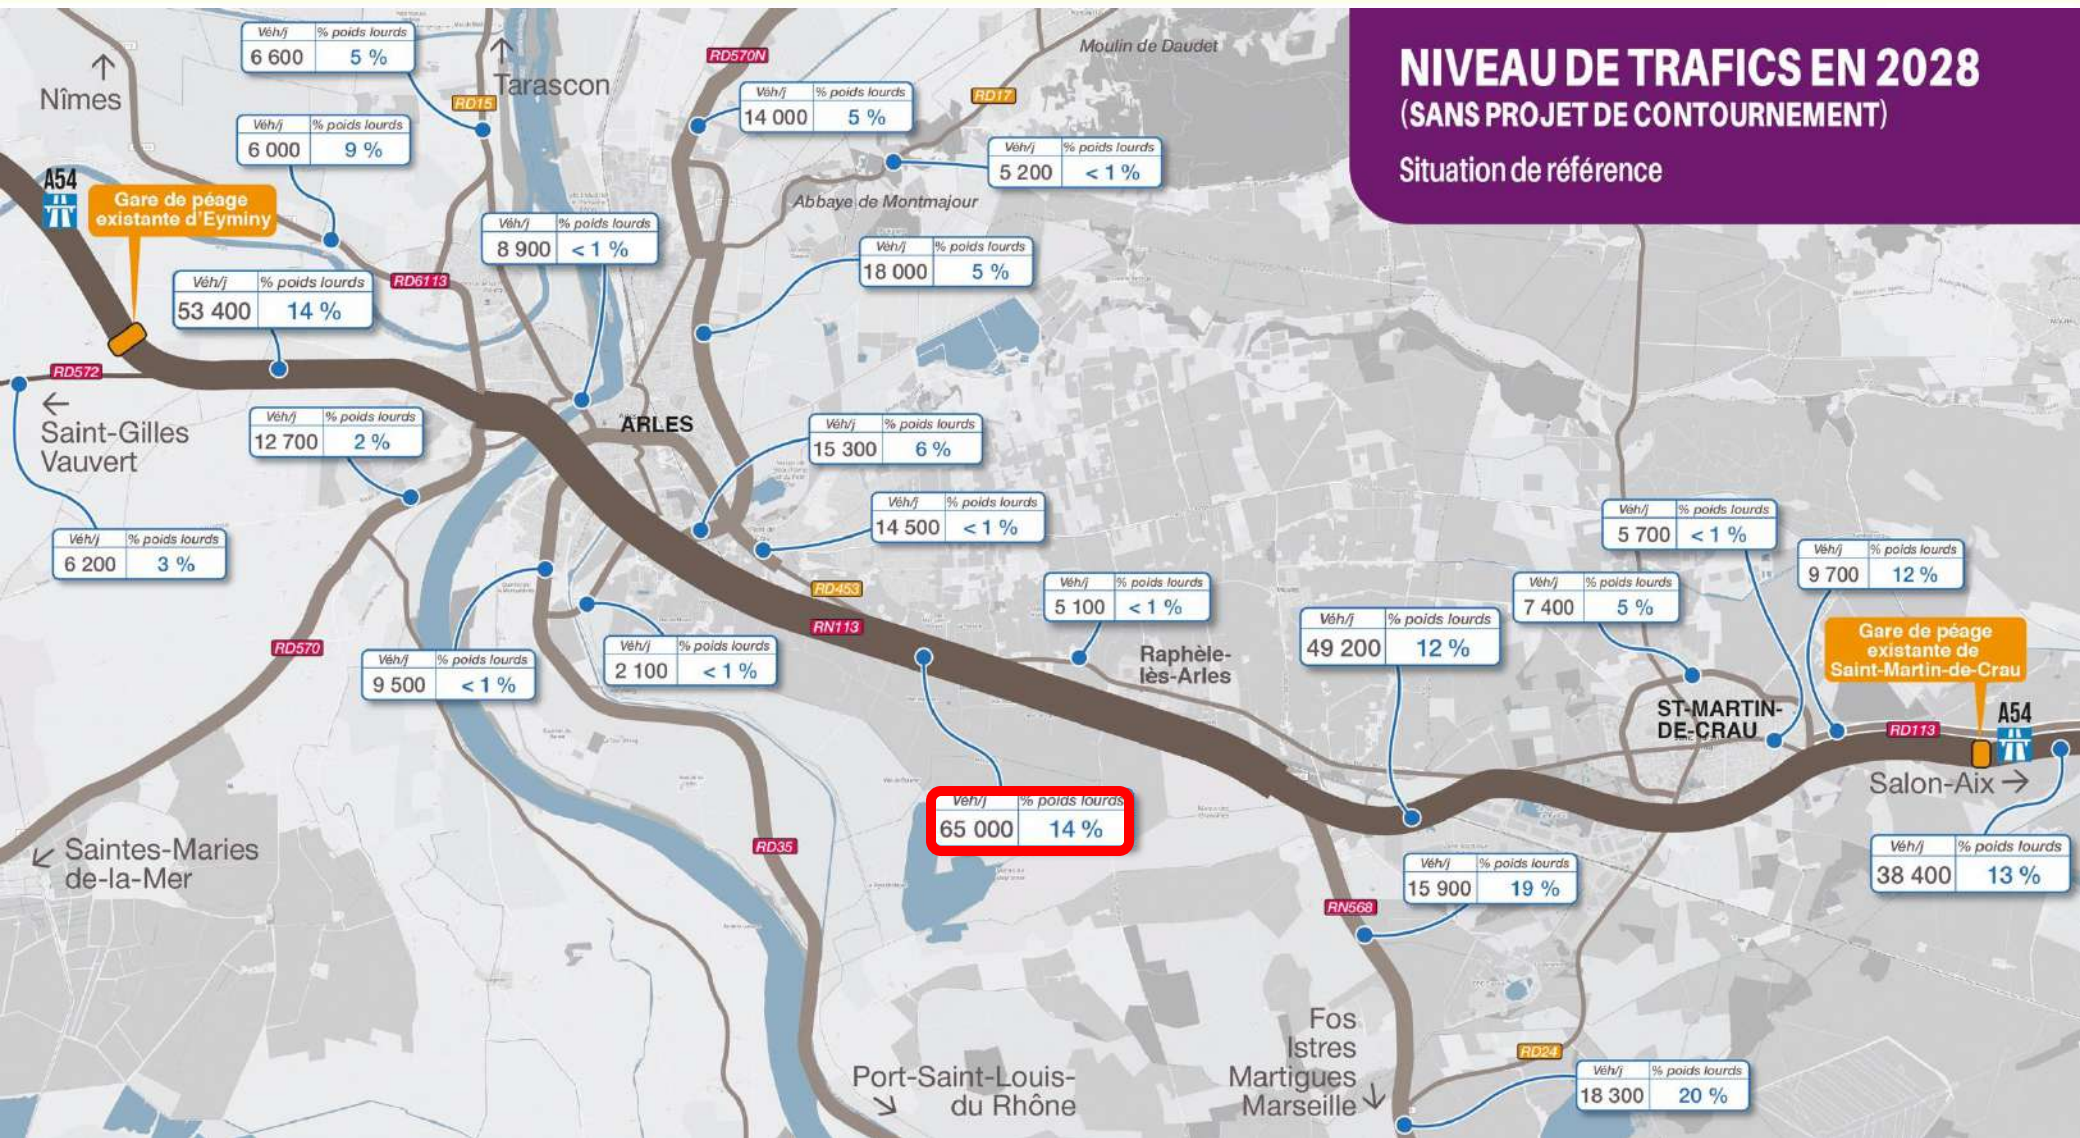 NIVEAU DE TRAFICS EN 2028
(SANS PROJET DE CONTOURNEMENT)
Situation de référence
Véh/j % poids lourds
6 600 5 %
Nîmes
Tarascon
RD15
RD570N
Véh/j % poids lourds
14 000 5 %
Moulin de Daudet
RD17
Véh/j % poids lourds
6 000 9 %
Véh/j % poids lourds
5 200 < 1 %
A54
Gare de péage
existante d'Eyminy
Abbaye de Montmajour
Véh/j % poids lourds
8 900 < 1 %
Véh/j % poids lourds
18 000 5 %
RD6113
Véh/j % poids lourds
53 400 14 %
RD572
Saint-Gilles
Vauvert
Véh/j % poids lourds
12 700 2 %
ARLES
Véh/j % poids lourds
15 300 6 %
Véh/j % poids lourds
14 500 < 1 %
Véh/j % poids lourds
6 200 3 %
Véh/j % poids lourds
5 700 < 1 %
Véh/j % poids lourds
9 700 12 %
RD453
Véh/j % poids lourds
5 100 < 1 %
Véh/j % poids lourds
7 400 5 %
RN113
Véh/j % poids lourds
49 200 12 %
Gare de péage
existante de
Saint-Martin-de-Crau
RD570
Véh/j % poids lourds
9 500 < 1 %
Véh/j % poids lourds
2 100 < 1 %
Raphèle-
lès-Arles
ST-MARTIN-
DE-CRAU
RD113
A54
Salon-Aix
Véh/j % poids lourds
65 000 14 %
RD35
Saintes-Maries
de-la-Mer
Véh/j % poids lourds
38 400 13 %
Véh/j % poids lourds
15 900 19 %
RN568
Fos
Istres
Martigues
Marseille
RD24
Port-Saint-Louis-
du Rhône
Véh/j % poids lourds
18 300 20 %